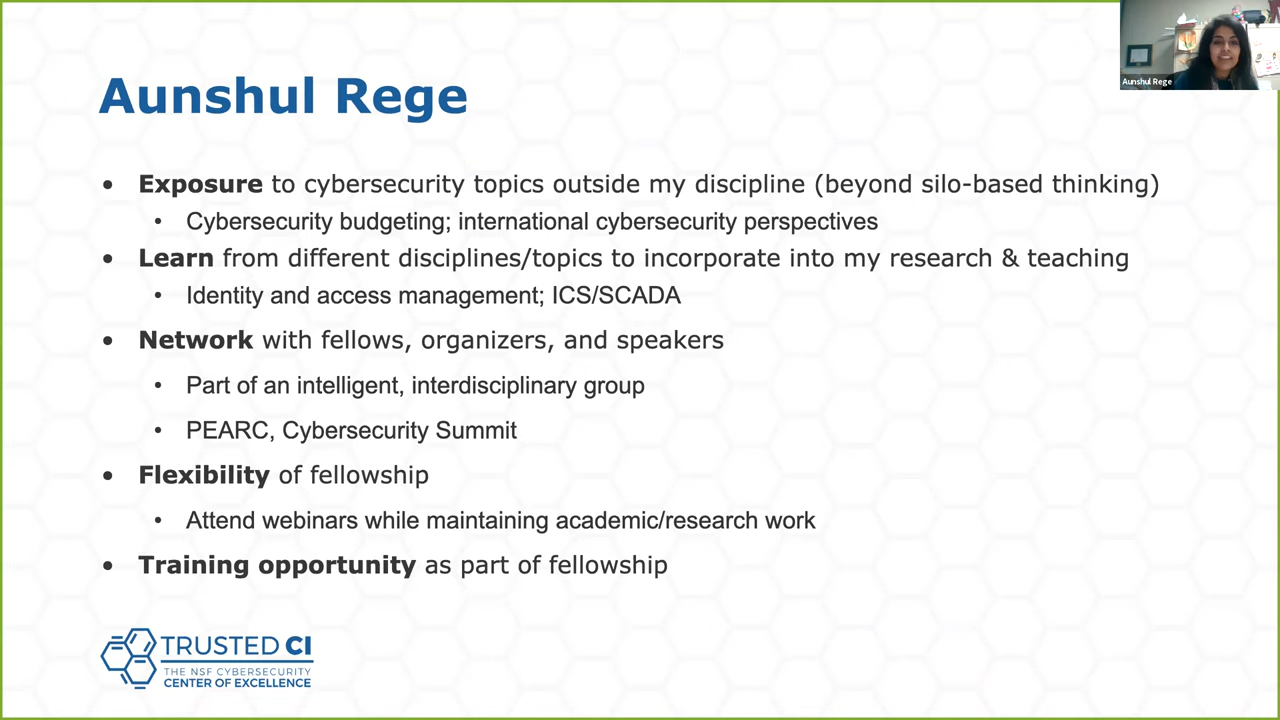 Aunshul Rege
Aunshul Rege
• Exposure to cybersecurity topics outside my discipline (beyond silo-based thinking)
• Cybersecurity budgeting; international cybersecurity perspectives
• Learn from different disciplines/topics to incorporate into my research & teaching
• Identity and access management; ICS/SCADA
• Network with fellows, organizers, and speakers
• Part of an intelligent, interdisciplinary group
• PEARC, Cybersecurity Summit
• Flexibility of fellowship
• Attend webinars while maintaining academic/research work
• Training opportunity as part of fellowship
TRUSTED CI
THE NSF CYBERSECURITY
CENTER OF EXCELLENCE